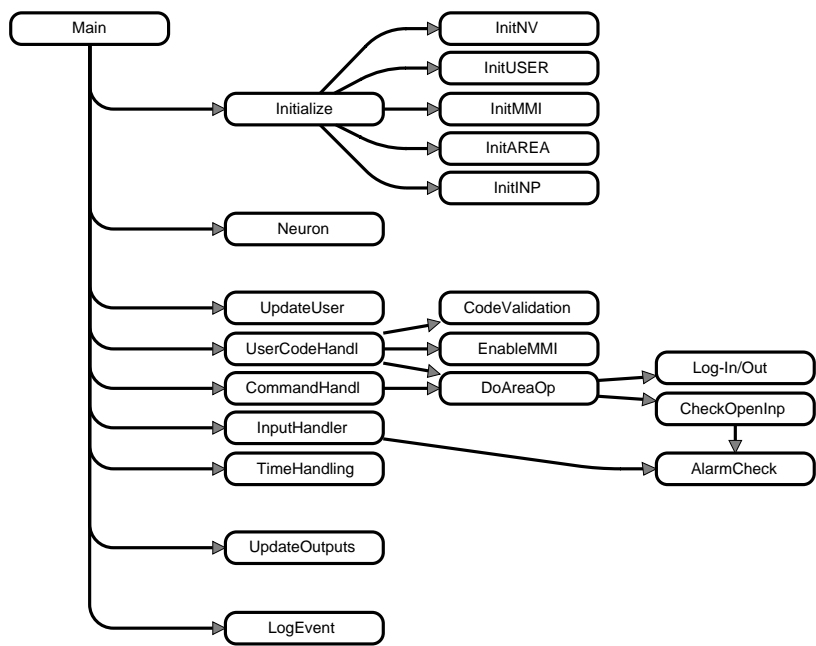 Main
InitNV
InitUSER
Initialize
InitMMI
InitAREA
InitINP
Neuron
UpdateUser
CodeValidation
UserCodeHandl
EnableMMI
Log-In/Out
CommandHandl
DoAreaOp
CheckOpenInp
InputHandler
TimeHandling
AlarmCheck
UpdateOutputs
LogEvent